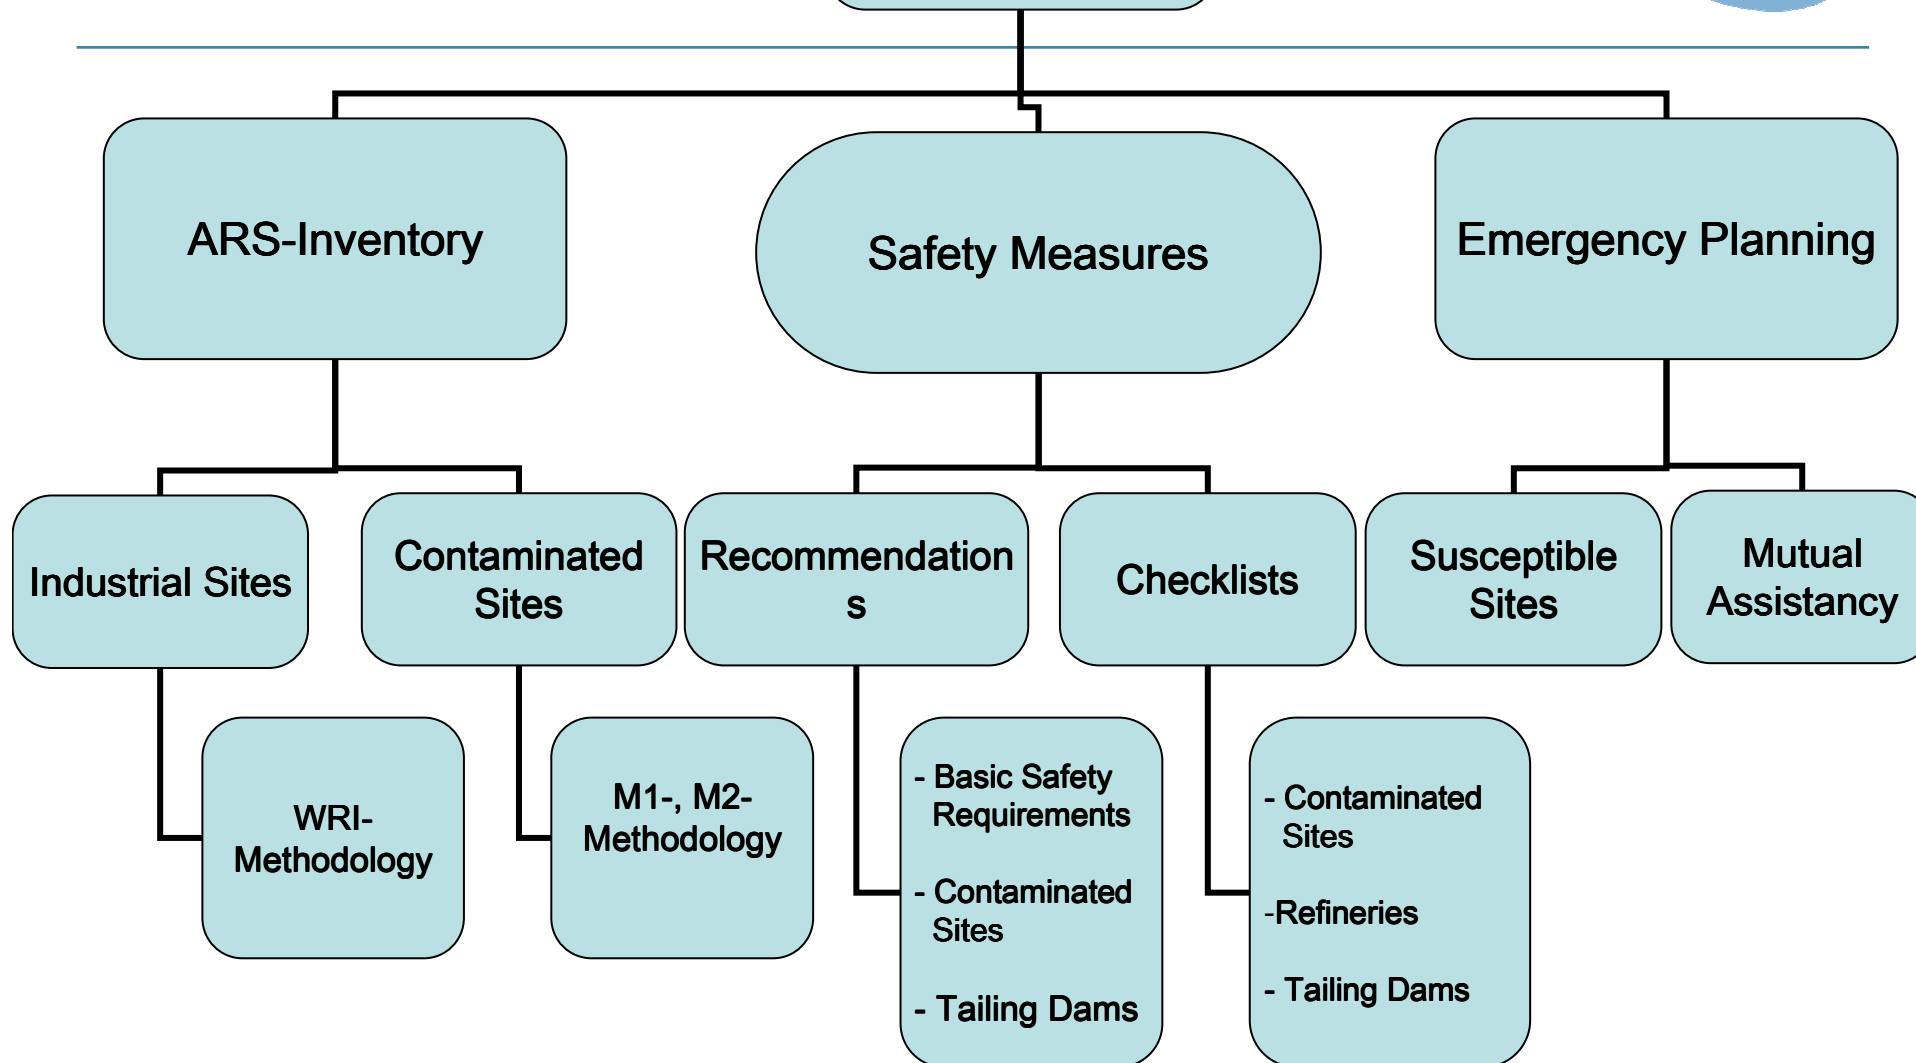 ARS-Inventory
Safety Measures
Emergency Planning
Industrial Sites
Contaminated
Sites
Recommendation
s
Checklists
Susceptible
Sites
Mutual
Assistancy
WRI-
Methodology
M1-, M2-
Methodology
- Basic Safety
Requirements
- Contaminated
Sites
- Tailing Dams
- Contaminated
Sites
-Refineries
- Tailing Dams